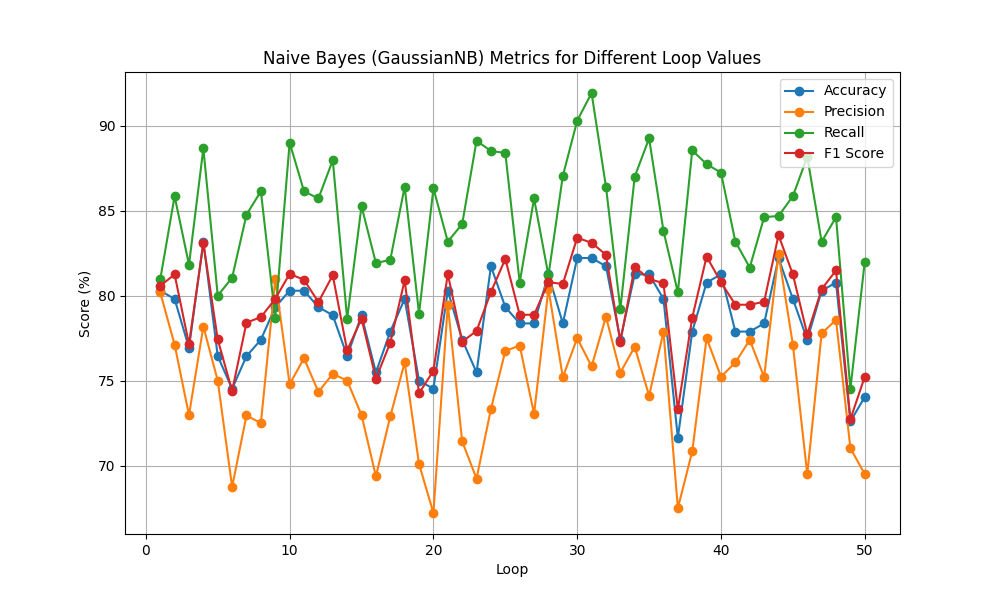 Naive Bayes (GaussianNB) Metrics for Different Loop Values
Accuracy
Precision
Recall
F1 Score
Score (%)
90
85
80
75
70
0 10 20 30 40 50
Loop